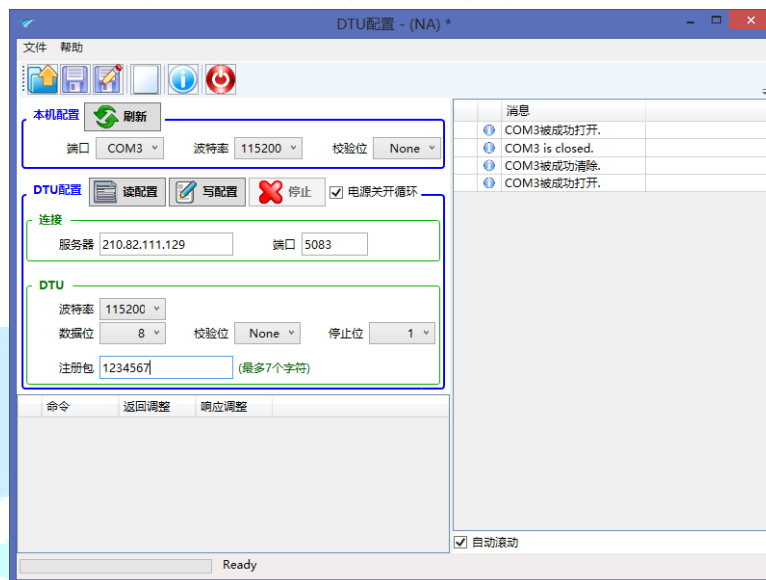 DTU配置 - (NA) *
文件 帮助
本机配置 刷新
端口 COM3 波特率 115200 校验位 None
DTU配置 读配置 写配置 停止 电源关开循环
连接
服务器 210.82.111.129 端口 5083
DTU
波特率 115200
数据位 8 校验位 None 停止位 1
注册包 1234567 (最多7个字符)
命令 返回调整 响应调整
消息
COM3被成功打开.
COM3 is closed.
COM3被成功清除.
COM3被成功打开.
自动滚动
Ready